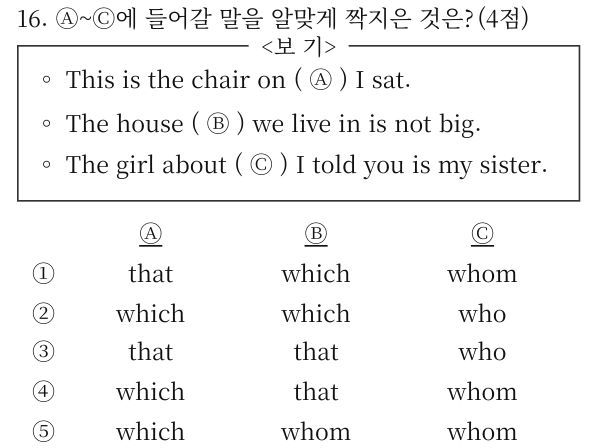 16. Ⓐ~Ⓒ에 들어갈 말을 알맞게 짝지은 것은?(4점)
<보 기>
◦ This is the chair on ( Ⓐ ) I sat.
◦ The house ( Ⓑ ) we live in is not big.
◦ The girl about ( Ⓒ ) I told you is my sister.
Ⓐ Ⓑ Ⓒ
① that which whom
② which which who
③ that that who
④ which that whom
⑤ which whom whom